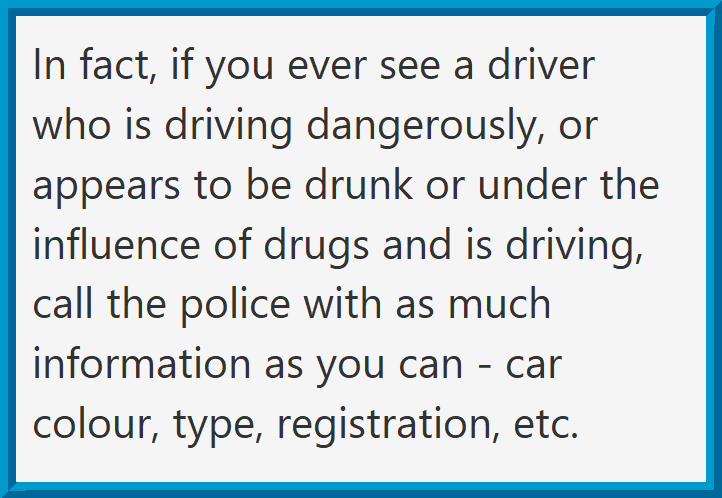 In fact, if you ever see a driver
who is driving dangerously, or
appears to be drunk or under the
influence of drugs and is driving,
call the police with as much
information as you can - car
colour, type, registration, etc.